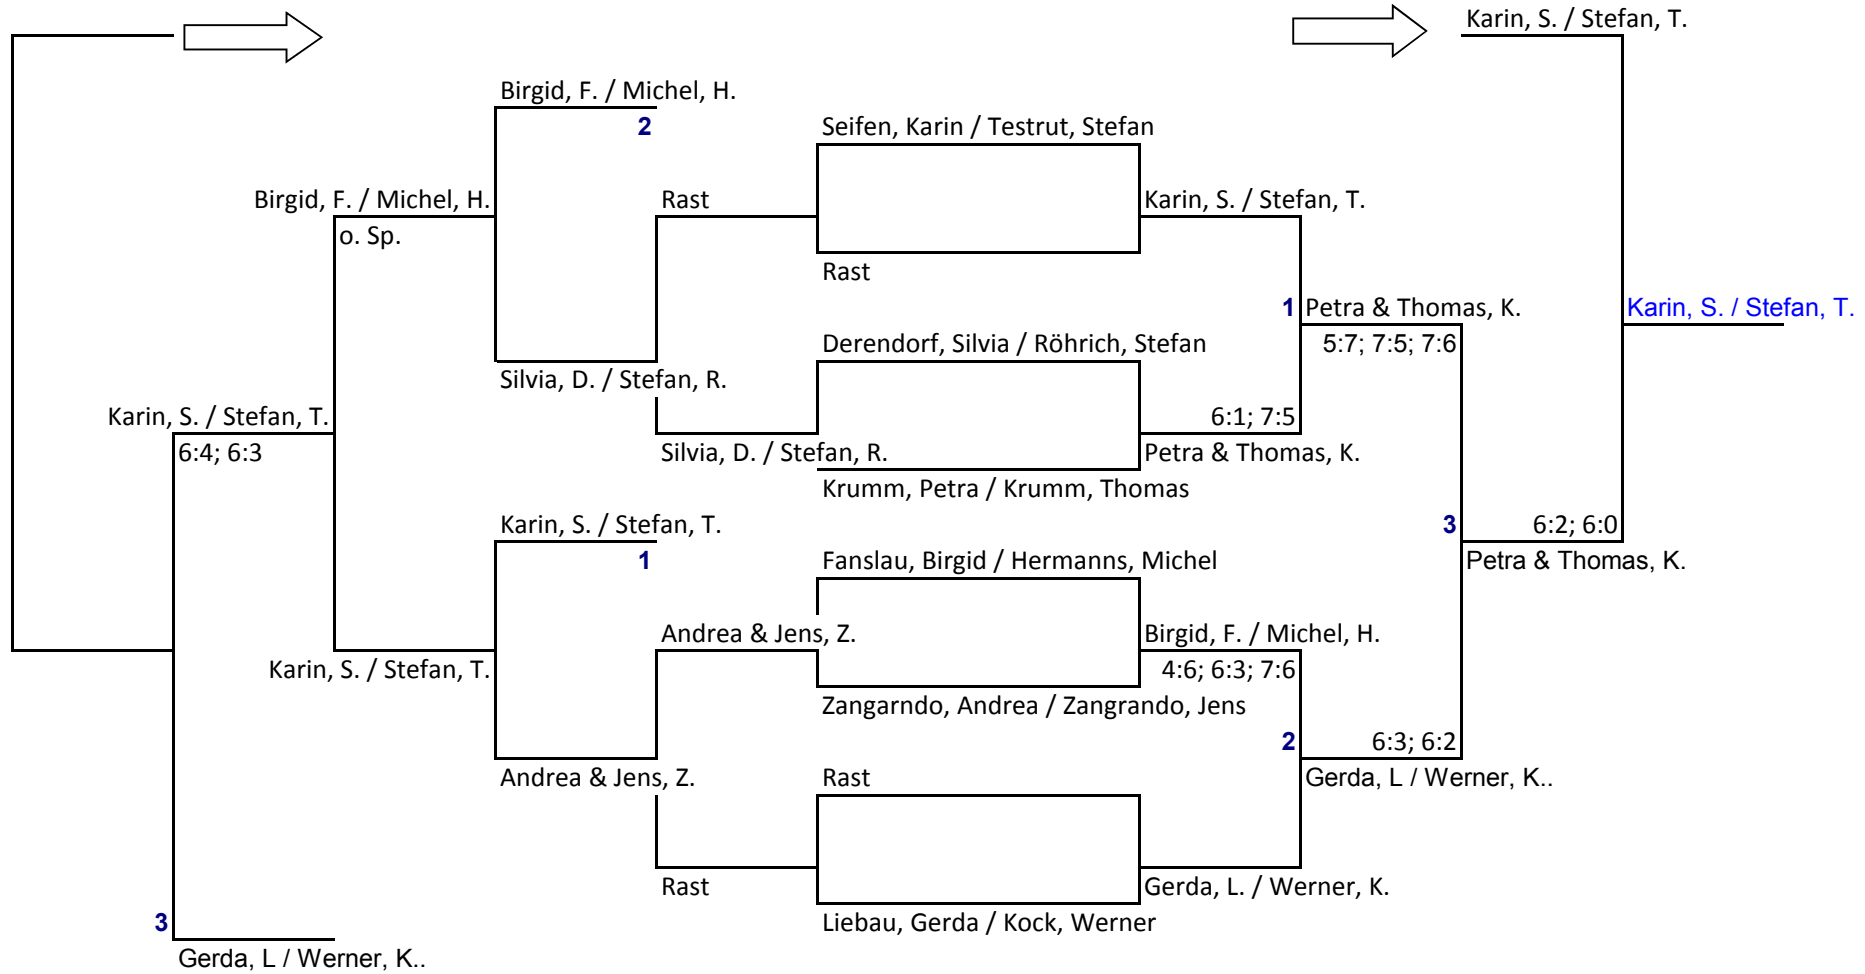 Karin, S. / Stefan, T.
Birgid, F. / Michel, H.
2
Seifen, Karin / Testrut, Stefan
Birgid, F. / Michel, H.
Rast
Karin, S. / Stefan, T.
o. Sp.
Rast
1
Petra & Thomas, K.
Karin, S. / Stefan, T.
Derendorf, Silvia / Röhrich, Stefan
5:7; 7:5; 7:6
Silvia, D. / Stefan, R.
Karin, S. / Stefan, T.
6:1; 7:5
6:4; 6:3
Silvia, D. / Stefan, R.
Petra & Thomas, K.
Krumm, Petra / Krumm, Thomas
Karin, S. / Stefan, T.
3
6:2; 6:0
1
Fanslau, Birgid / Hermanns, Michel
Petra & Thomas, K.
Andrea & Jens, Z.
Birgid, F. / Michel, H.
Karin, S. / Stefan, T.
4:6; 6:3; 7:6
Zangarndo, Andrea / Zangrando, Jens
2
6:3; 6:2
Andrea & Jens, Z.
Rast
Gerda, L / Werner, K..
Rast
Gerda, L. / Werner, K.
3
Liebau, Gerda / Kock, Werner
Gerda, L / Werner, K..